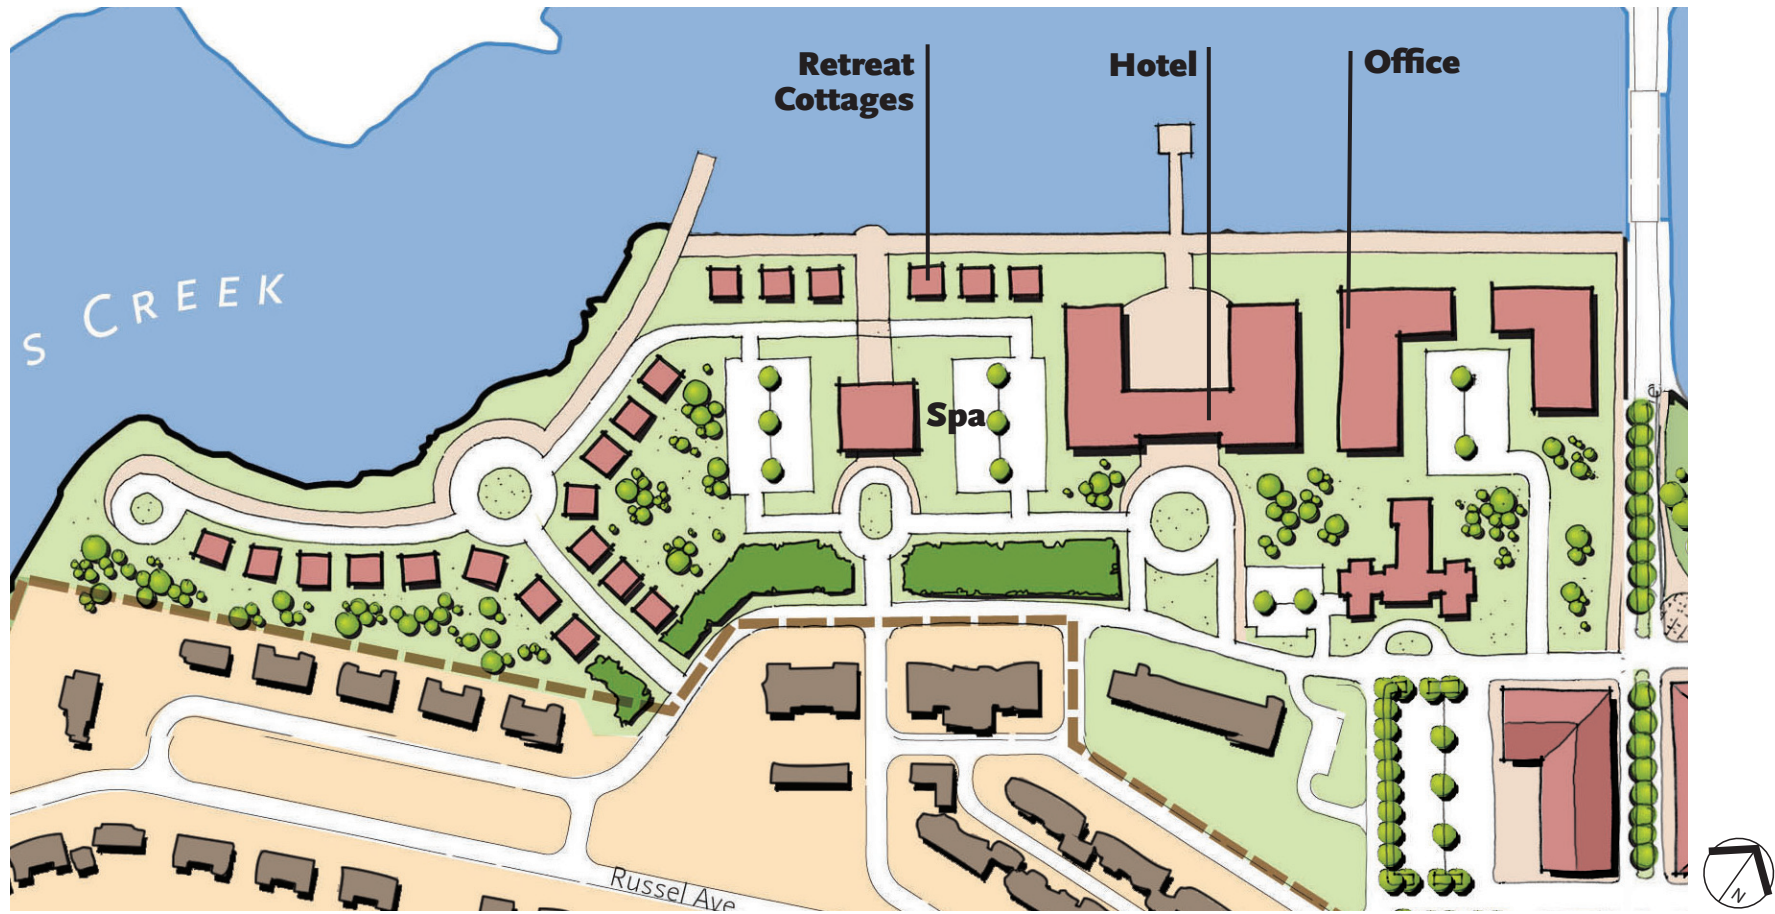 Retreat
Cottages
Hotel
Office
S CREEK
Spa
Russel Ave
N